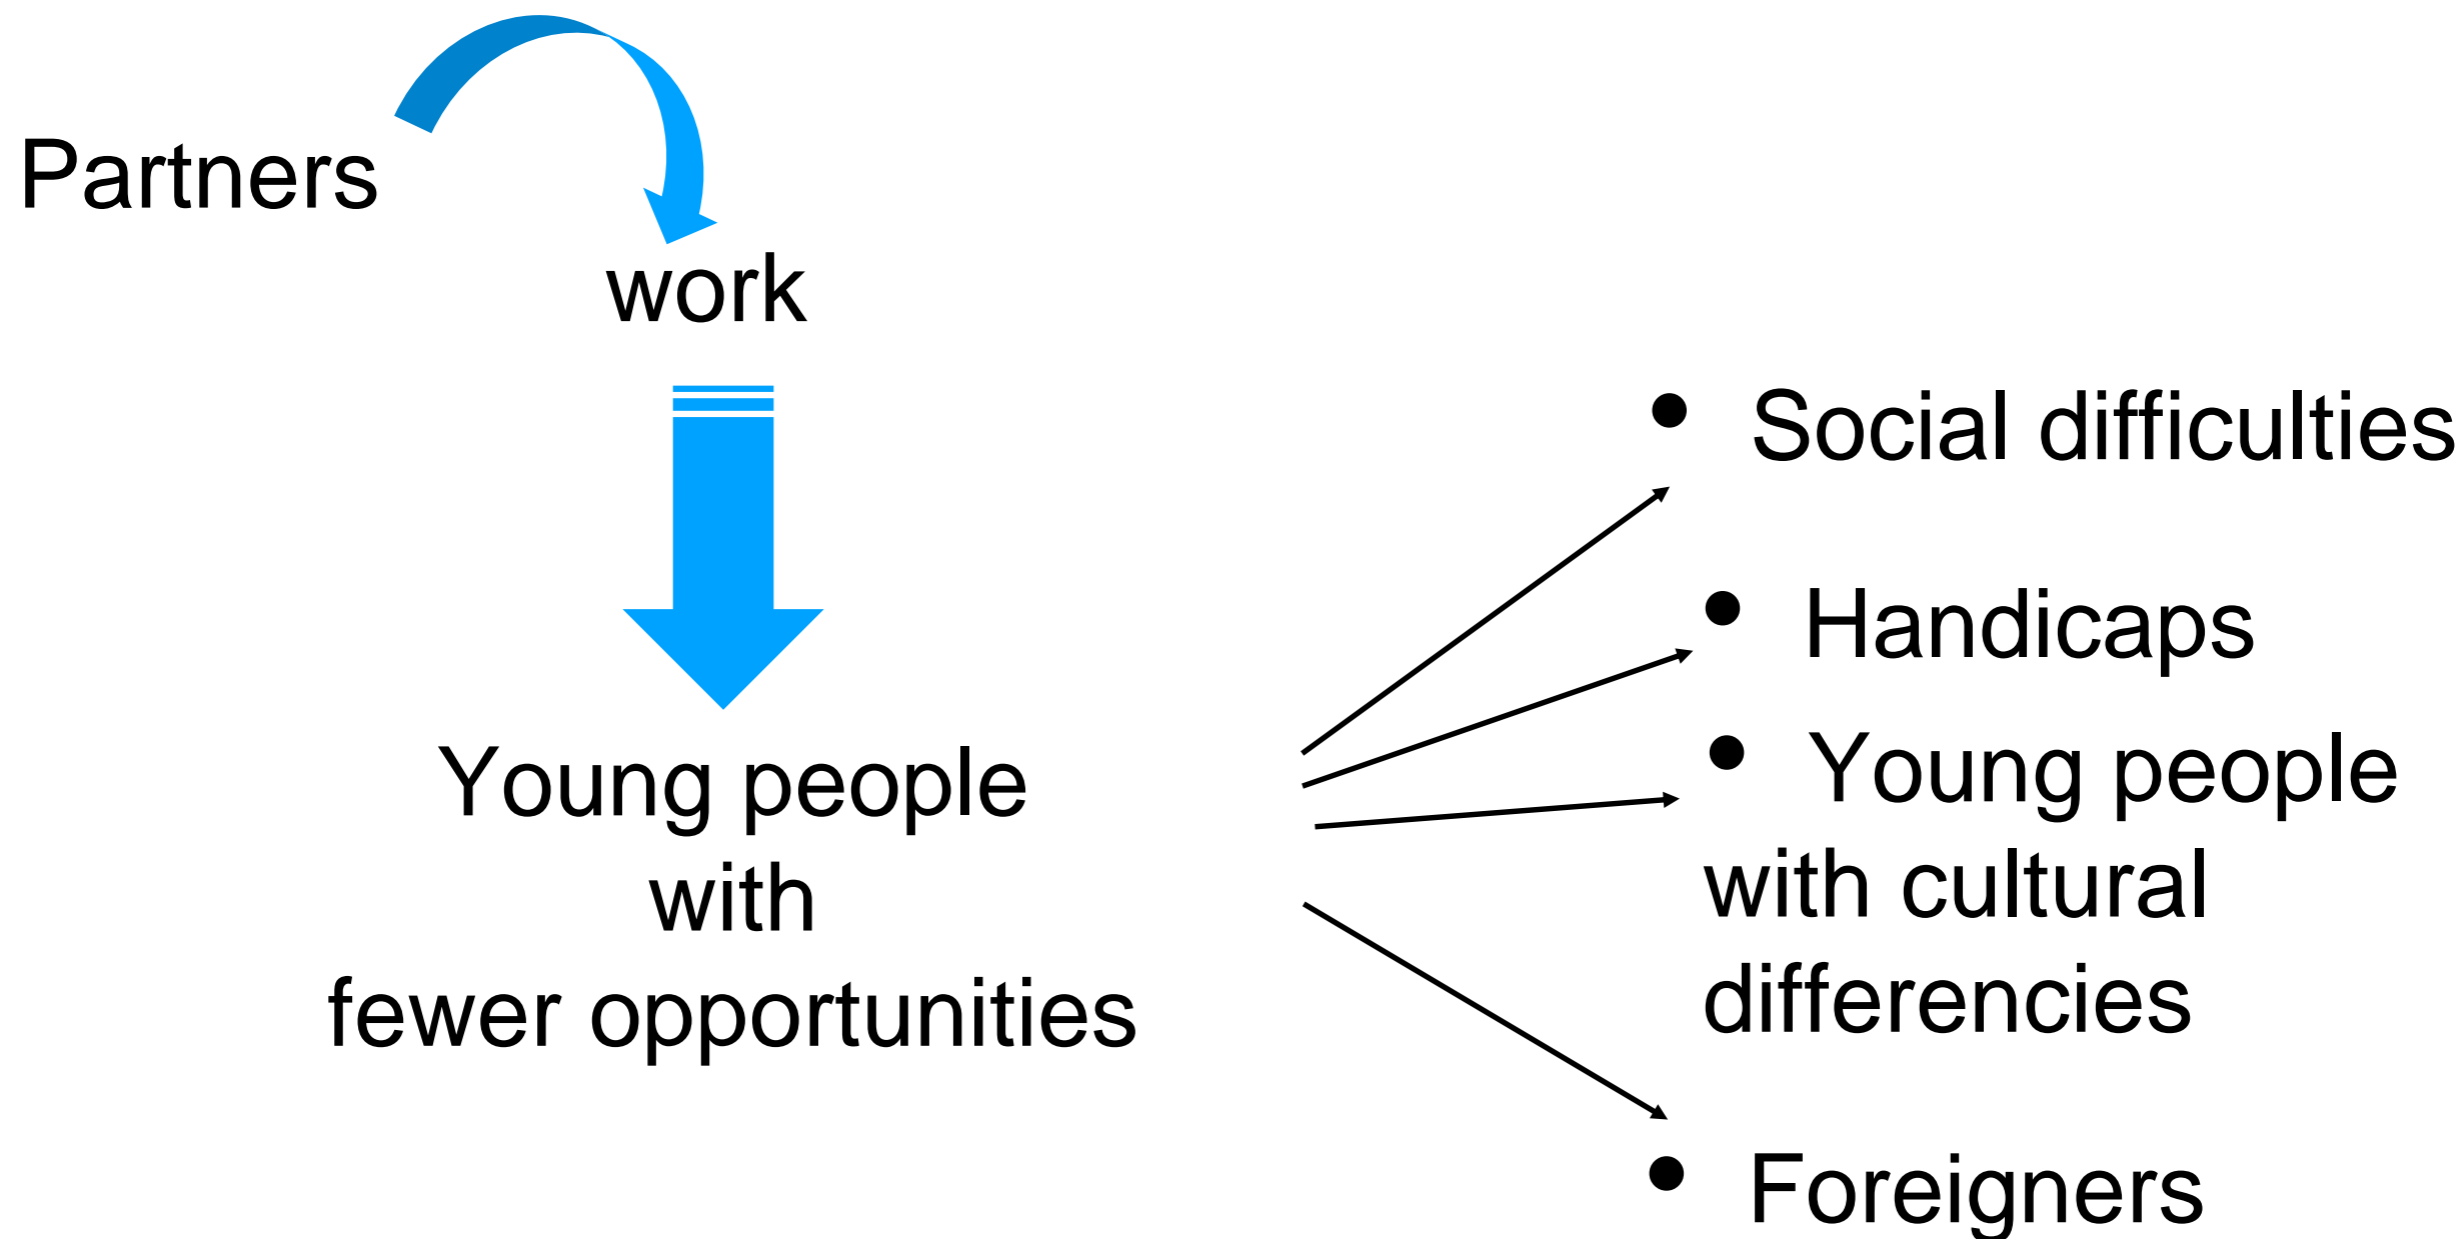 Partners
work
Young people
with
fewer opportunities
• Social difficulties
• Handicaps
• Young people
with cultural
differencies
• Foreigners